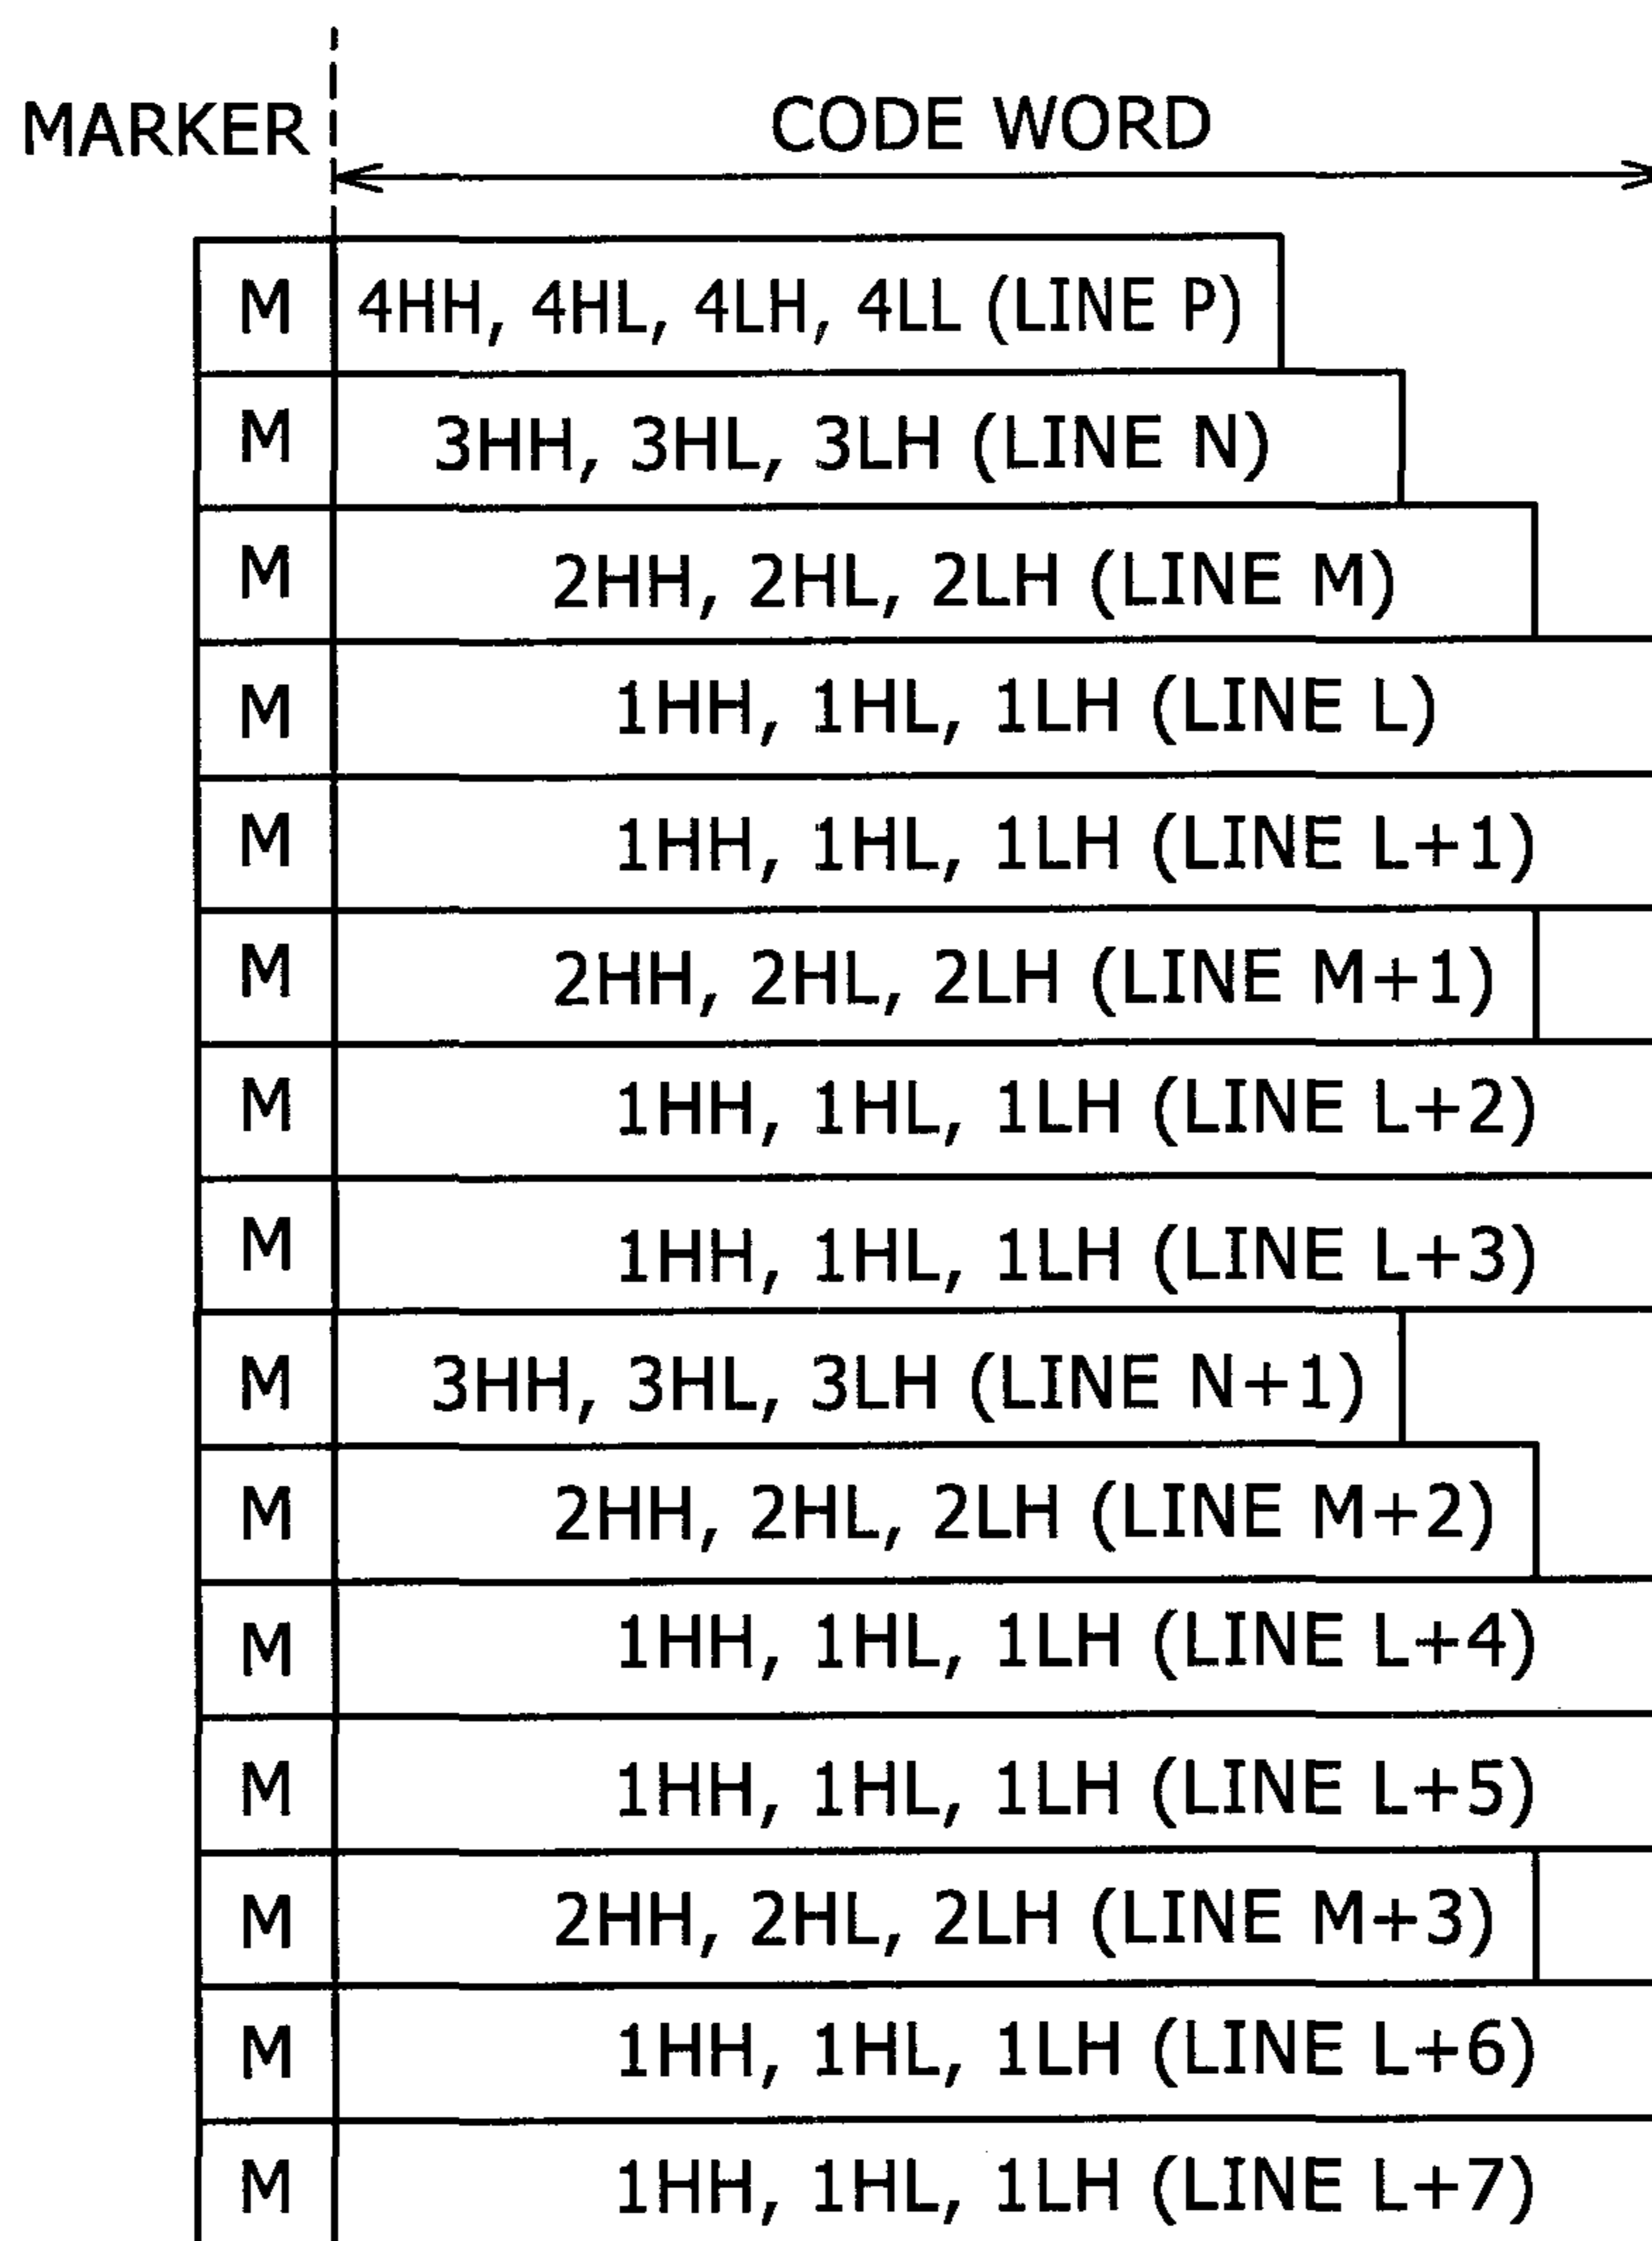 MARKER CODE WORD
M 4HH, 4HL, 4LH, 4LL (LINE P)
M 3HH, 3HL, 3LH (LINE N)
M 2HH, 2HL, 2LH (LINE M)
M 1HH, 1HL, 1LH (LINE L)
M 1HH, 1HL, 1LH (LINE L+1)
M 2HH, 2HL, 2LH (LINE M+1)
M 1HH, 1HL, 1LH (LINE L+2)
M 1HH, 1HL, 1LH (LINE L+3)
M 3HH, 3HL, 3LH (LINE N+1)
M 2HH, 2HL, 2LH (LINE M+2)
M 1HH, 1HL, 1LH (LINE L+4)
M 1HH, 1HL, 1LH (LINE L+5)
M 2HH, 2HL, 2LH (LINE M+3)
M 1HH, 1HL, 1LH (LINE L+6)
M 1HH, 1HL, 1LH (LINE L+7)